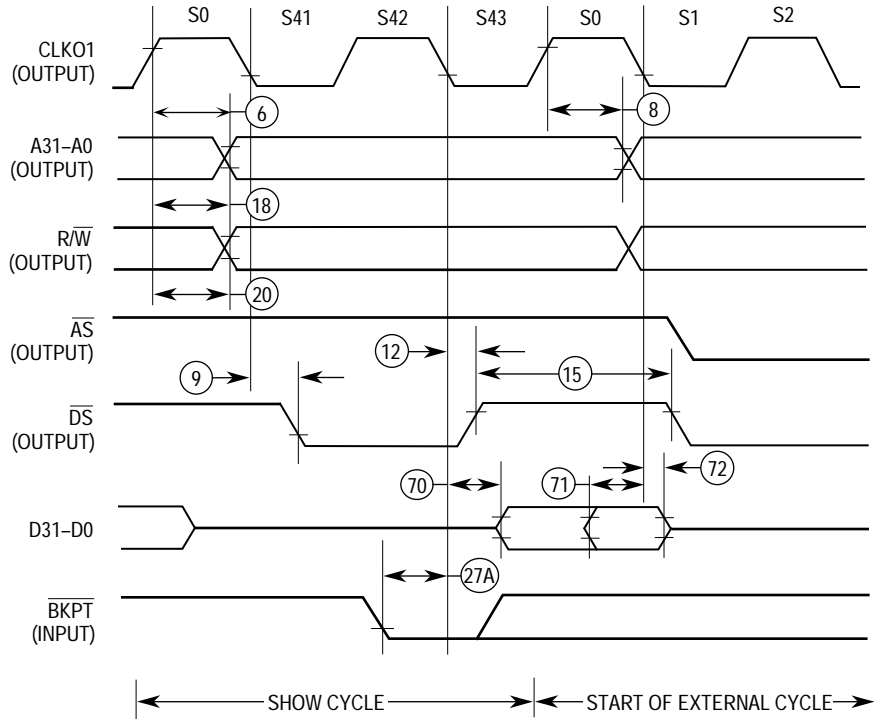 S0 S41 S42 S43 S0 S1 S2
CLKO1
(OUTPUT)
6
8
A31–A0
(OUTPUT)
18
R/W
(OUTPUT)
20
AS
(OUTPUT)
12
15
9
DS
(OUTPUT)
72
70
71
D31–D0
27A
BKPT
(INPUT)
SHOW CYCLE
START OF EXTERNAL CYCLE